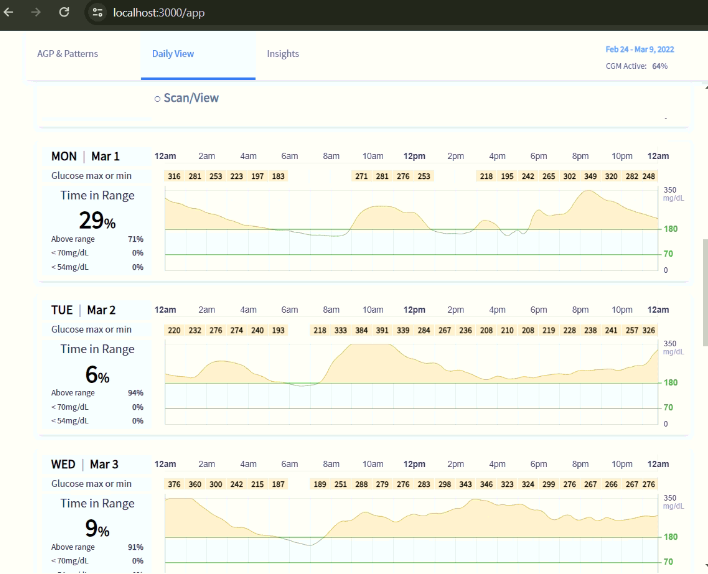 localhost:3000/app
AGP & Patterns Daily View Insights Feb 24 - Mar 9, 2022
CGM Active: 64%
Scan/View
MON | Mar 1 12am 2am 4am 6am 8am 10am 12pm 2pm 4pm 6pm 8pm 10pm 12am
Glucose max or min 316 281 253 223 197 183 271 281 276 253 218 195 242 265 302 349 320 282 248
Time in Range 350
mg/dL
29%
180
Above range 71%
< 70mg/dL 0% 70
< 54mg/dL 0% 0
TUE | Mar 2 12am 2am 4am 6am 8am 10am 12pm 2pm 4pm 6pm 8pm 10pm 12am
Glucose max or min 220 232 276 274 240 193 218 333 384 391 339 284 267 236 208 210 208 219 228 238 241 257 326
Time in Range 350
mg/dL
6%
180
Above range 94%
< 70mg/dL 0% 70
< 54mg/dL 0% 0
WED | Mar 3 12am 2am 4am 6am 8am 10am 12pm 2pm 4pm 6pm 8pm 10pm 12am
Glucose max or min 376 360 300 242 215 187 189 251 288 279 276 283 298 343 346 323 324 299 276 267 266 267 276
Time in Range 350
mg/dL
9%
180
Above range 91%
< 70mg/dL 0% 70